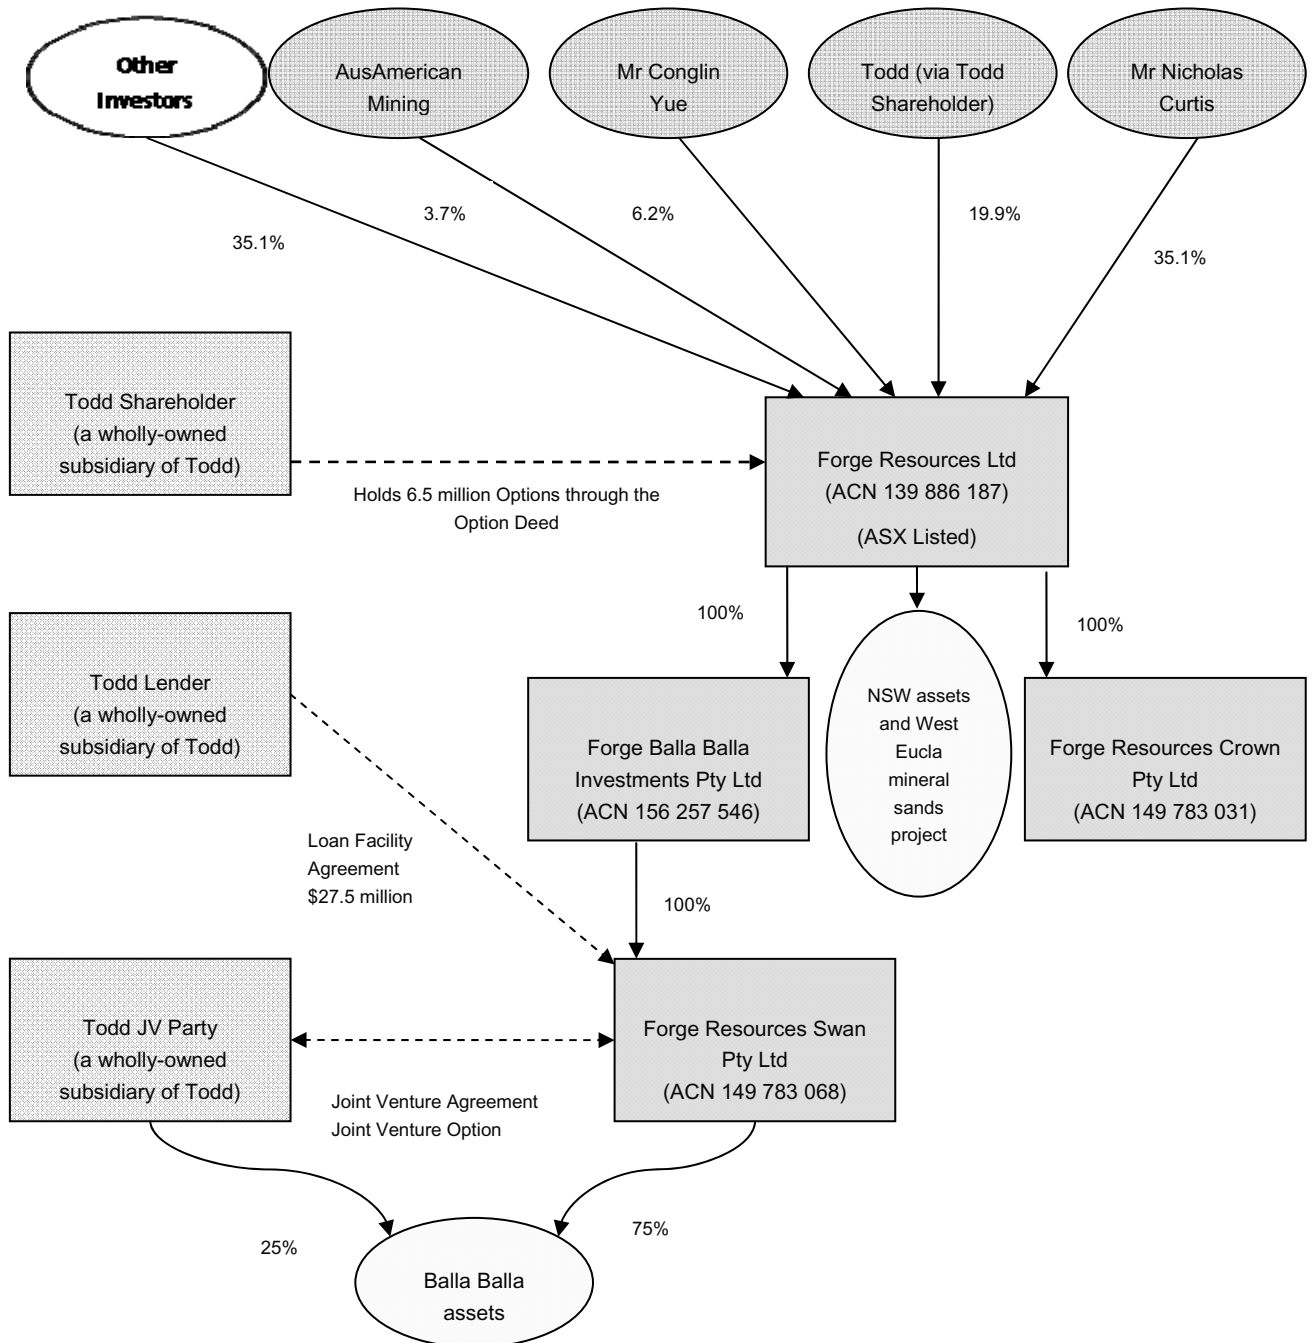 Other
Investors
AusAmerican
Mining
Mr Conglin
Yue
Todd (via Todd
Shareholder)
Mr Nicholas
Curtis
35.1%
3.7%
6.2%
19.9%
35.1%
Todd Shareholder
(a wholly-owned
subsidiary of Todd)
Holds 6.5 million Options through the
Option Deed
Forge Resources Ltd
(ACN 139 886 187)
(ASX Listed)
100%
100%
Todd Lender
(a wholly-owned
subsidiary of Todd)
Forge Balla Balla
Investments Pty Ltd
(ACN 156 257 546)
NSW assets
and West
Eucla
mineral
sands
project
Forge Resources Crown
Pty Ltd
(ACN 149 783 031)
Loan Facility
Agreement
$27.5 million
100%
Todd JV Party
(a wholly-owned
subsidiary of Todd)
Forge Resources Swan
Pty Ltd
(ACN 149 783 068)
Joint Venture Agreement
Joint Venture Option
25%
75%
Balla Balla
assets